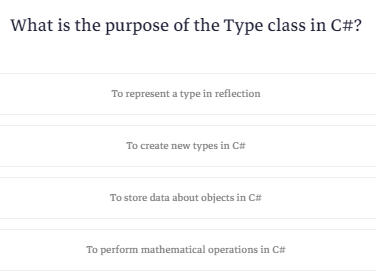 What is the purpose of the Type class in C#?
To represent a type in reflection
To create new types in C#
To store data about objects in C#
To perform mathematical operations in C#